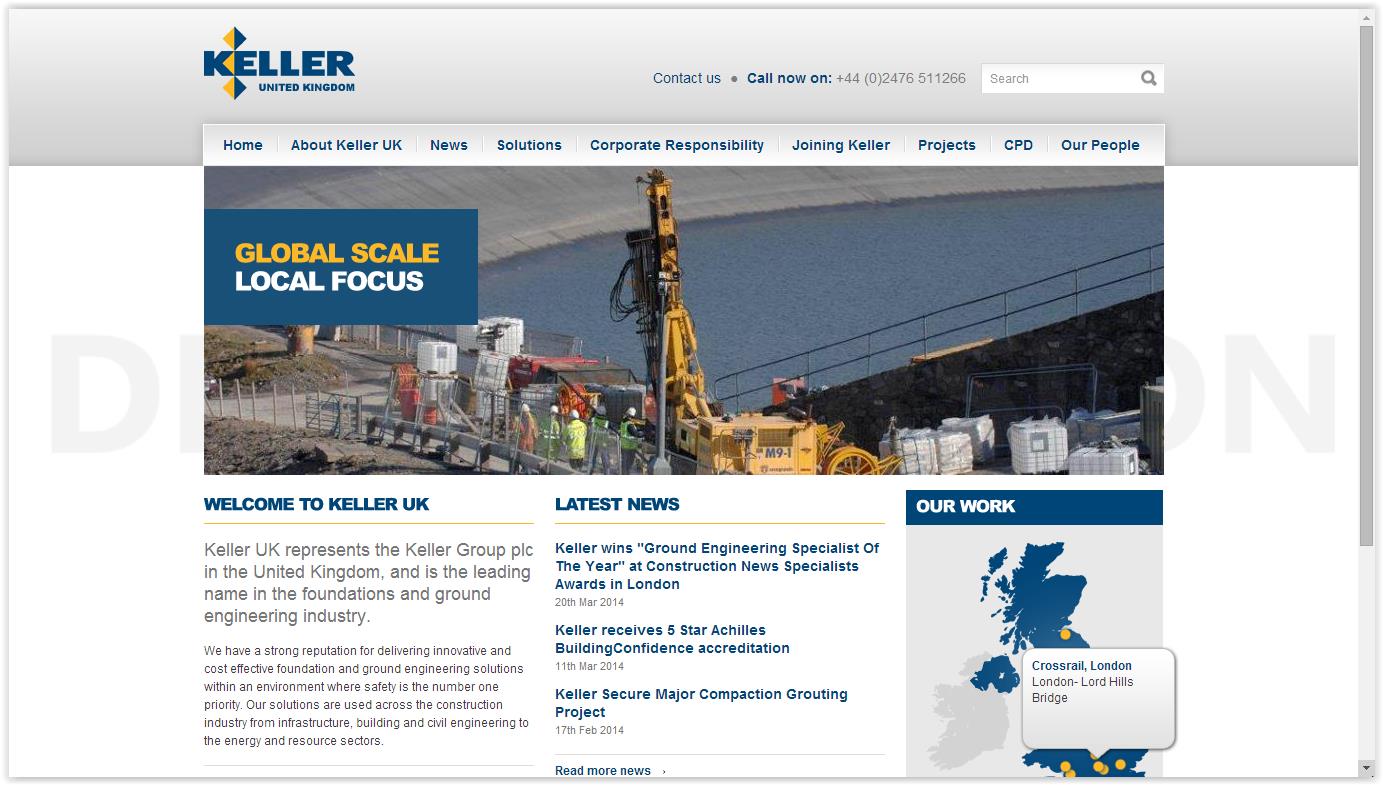 KELLER
UNITED KINGDOM
Contact us ● Call now on: +44 (0)2476 511266
Search
Home
About Keller UK
News
Solutions
Corporate Responsibility
Joining Keller
Projects
CPD
Our People
GLOBAL SCALE
LOCAL FOCUS
M9-1
WELCOME TO KELLER UK
Keller UK represents the Keller Group plc
in the United Kingdom, and is the leading
name in the foundations and ground
engineering industry.
We have a strong reputation for delivering innovative and
cost effective foundation and ground engineering solutions
within an environment where safety is the number one
priority. Our solutions are used across the construction
industry from infrastructure, building and civil engineering to
the energy and resource sectors.
LATEST NEWS
Keller wins "Ground Engineering Specialist Of
The Year" at Construction News Specialists
Awards in London
20th Mar 2014
Keller receives 5 Star Achilles
BuildingConfidence accreditation
11th Mar 2014
Keller Secure Major Compaction Grouting
Project
17th Feb 2014
Read more news ›
OUR WORK
Crossrail, London
London- Lord Hills
Bridge